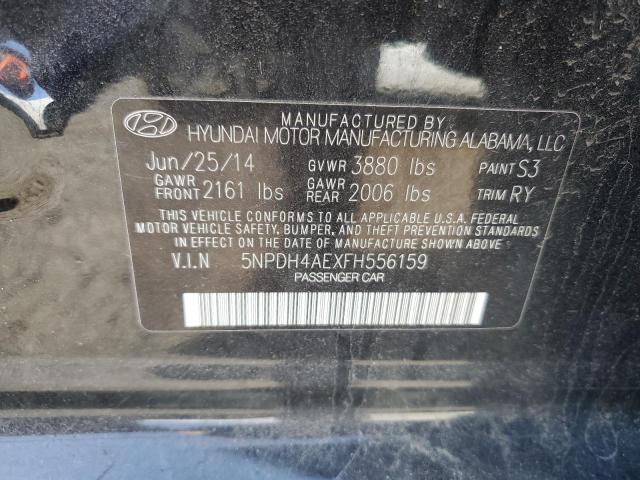 MANUFACTURED BY
HYUNDAI MOTOR MANUFACTURING ALABAMA, LLC
Jun/25/14 GVWR 3880 lbs PAINT S3
GAWR FRONT 2161 lbs GAWR REAR 2006 lbs TRIM RY
THIS VEHICLE CONFORMS TO ALL APPLICABLE U.S.A. FEDERAL
MOTOR VEHICLE SAFETY, BUMPER, AND THEFT PREVENTION STANDARDS
IN EFFECT ON THE DATE OF MANUFACTURE SHOWN ABOVE
V.I.N 5NPDH4AEXFH556159
PASSENGER CAR